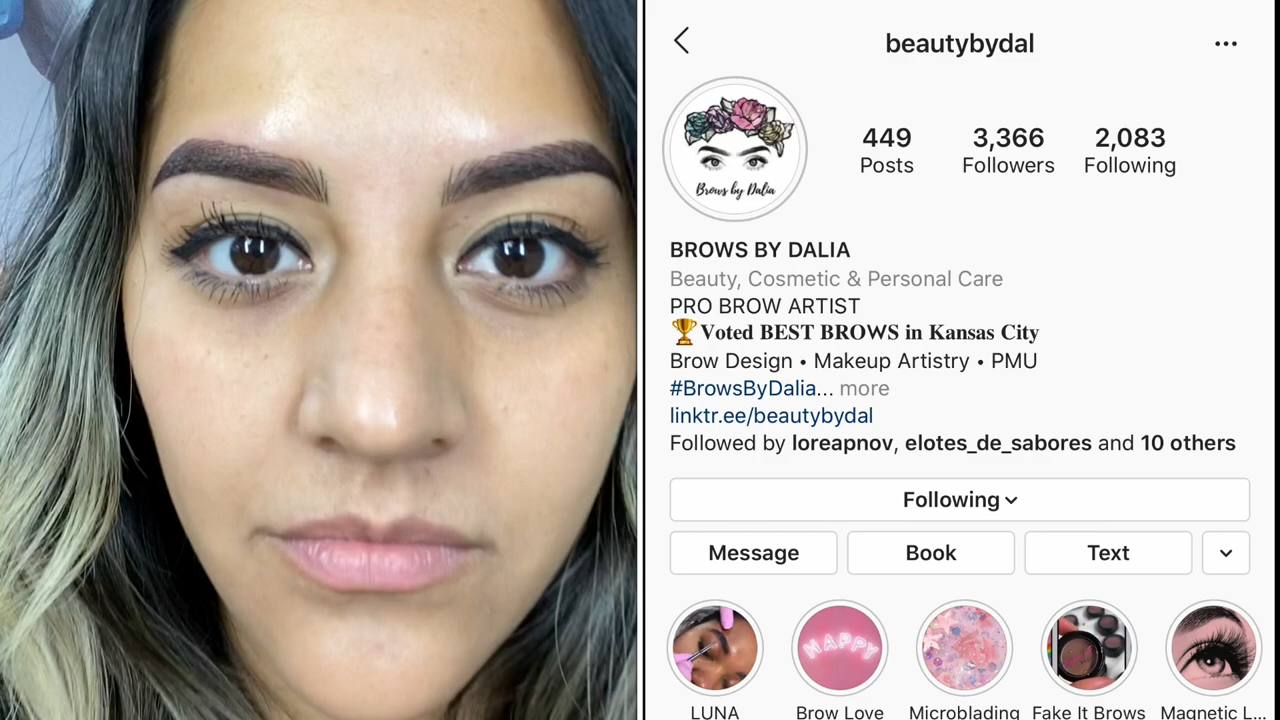 beautybydal
449
3,366
2,083
Posts
Followers
Following
Brows by Dalia
BROWS BY DALIA
Beauty, Cosmetic & Personal Care
PRO BROW ARTIST
🏆Voted BEST BROWS in Kansas City
Brow Design • Makeup Artistry • PMU
#BrowsByDalia... more
linktr.ee/beautybydal
Followed by loreapnov, elotes_de_sabores and 10 others
Following
Message
Book
Text
HAPPY
LUNA
Brow Love
Microblading
Fake It Brows
Magnetic L...